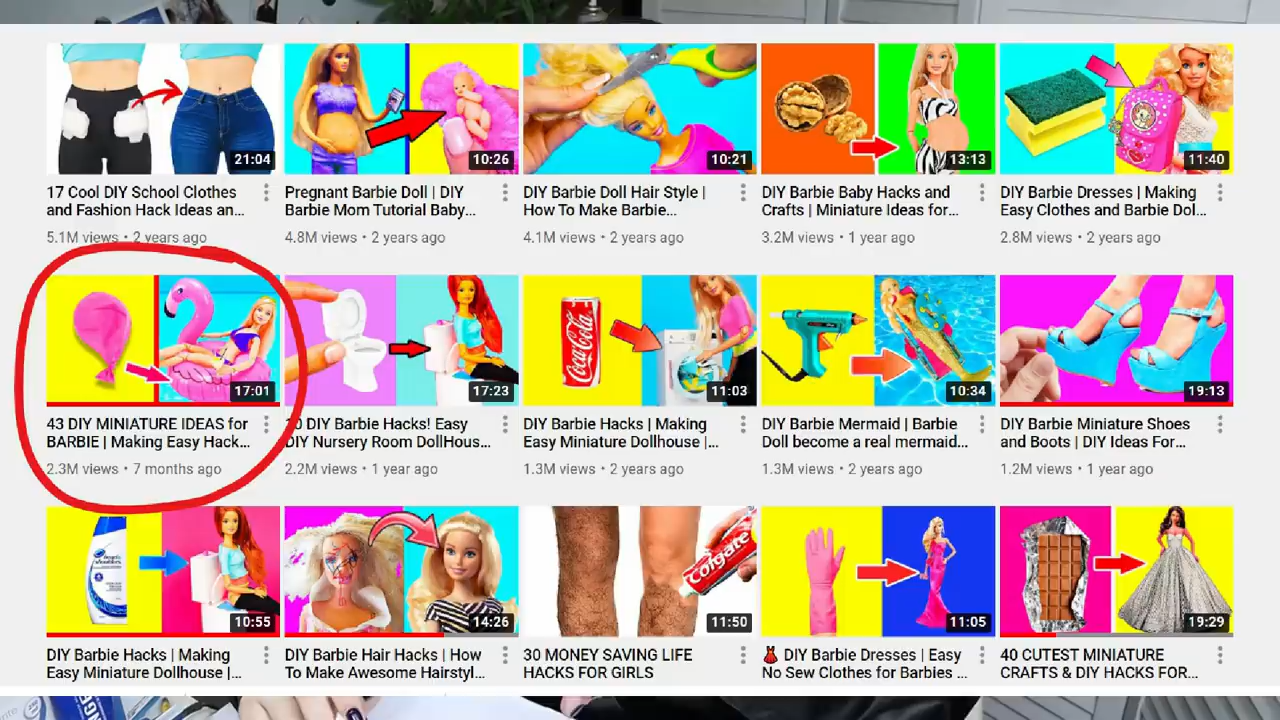 21:04
10:26
10:21
13:13
11:40
17 Cool DIY School Clothes
and Fashion Hack Ideas an...
5.1M views • 2 years ago
Pregnant Barbie Doll | DIY
Barbie Mom Tutorial Baby...
4.8M views • 2 years ago
DIY Barbie Doll Hair Style |
How To Make Barbie...
4.1M views • 2 years ago
DIY Barbie Baby Hacks and
Crafts | Miniature Ideas for...
3.2M views • 1 year ago
DIY Barbie Dresses | Making
Easy Clothes and Barbie Dol...
2.8M views • 2 years ago
17:01
17:23
Coca-Cola
11:03
10:34
19:13
43 DIY MINIATURE IDEAS for
BARBIE | Making Easy Hack...
2.3M views • 7 months ago
DIY Barbie Hacks! Easy
DIY Nursery Room DollHous...
2.2M views • 1 year ago
DIY Barbie Hacks | Making
Easy Miniature Dollhouse |...
1.3M views • 2 years ago
DIY Barbie Mermaid | Barbie
Doll become a real mermaid...
1.3M views • 2 years ago
DIY Barbie Miniature Shoes
and Boots | DIY Ideas For...
1.2M views • 1 year ago
10:55
14:26
Colgate
11:50
11:05
19:29
DIY Barbie Hacks | Making
Easy Miniature Dollhouse |...
DIY Barbie Hair Hacks | How
To Make Awesome Hairstyl...
30 MONEY SAVING LIFE
HACKS FOR GIRLS
DIY Barbie Dresses | Easy
No Sew Clothes for Barbies ...
40 CUTEST MINIATURE
CRAFTS & DIY HACKS FOR...